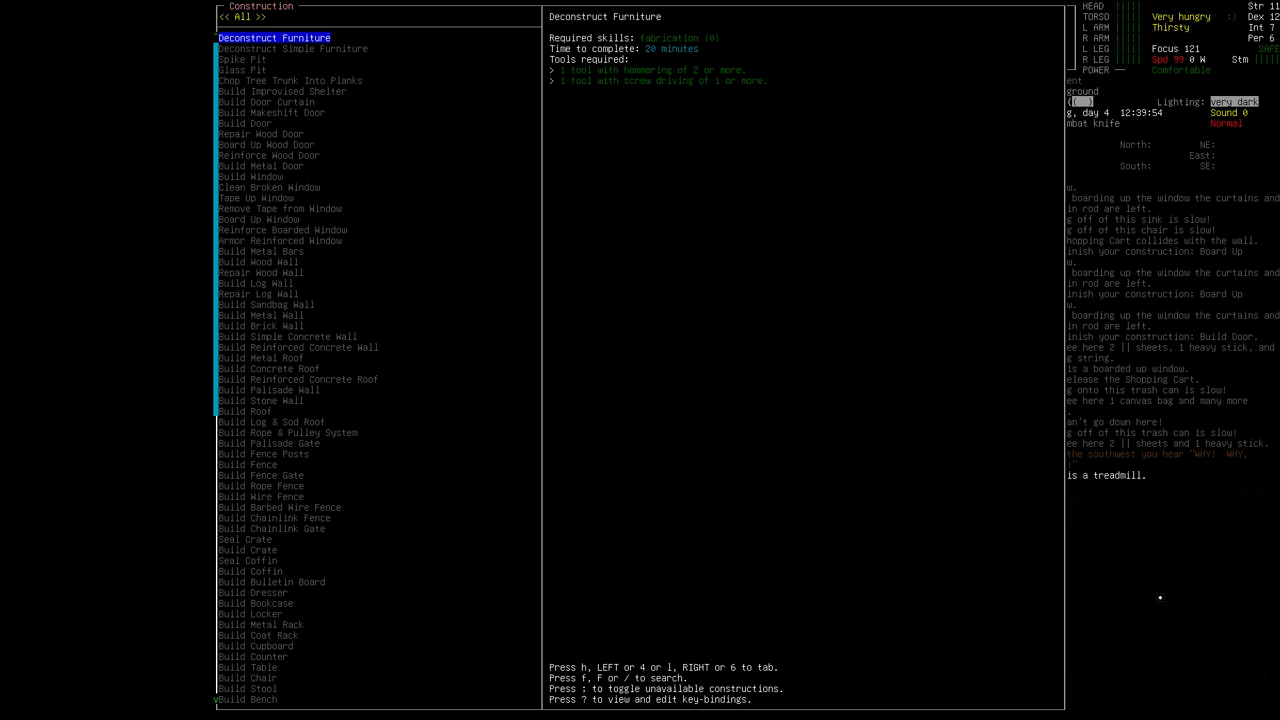 Construction
<< All >>
Deconstruct Furniture
Deconstruct Simple Furniture
Spike Pit
Glass Pit
Chop Tree Trunk Into Planks
Build Improvised Shelter
Build Door Curtain
Build Makeshift Door
Build Door
Repair Wood Door
Board Up Wood Door
Reinforce Wood Door
Build Metal Door
Build Window
Clean Broken Window
Tape Up Window
Remove Tape from Window
Board Up Window
Reinforce Boarded Window
Armor Reinforced Window
Build Metal Bars
Build Wood Wall
Repair Wood Wall
Build Log Wall
Repair Log Wall
Build Sandbag Wall
Build Metal Wall
Build Brick Wall
Build Simple Concrete Wall
Build Reinforced Concrete Wall
Build Metal Roof
Build Concrete Roof
Build Reinforced Concrete Roof
Build Palisade Wall
Build Stone Wall
Build Roof
Build Log & Sod Roof
Build Rope & Pulley System
Build Palisade Gate
Build Fence Posts
Build Fence
Build Fence Gate
Build Rope Fence
Build Wire Fence
Build Barbed Wire Fence
Build Chainlink Fence
Build Chainlink Gate
Seal Crate
Build Crate
Seal Coffin
Build Coffin
Build Bulletin Board
Build Dresser
Build Bookcase
Build Locker
Build Metal Rack
Build Coat Rack
Build Cupboard
Build Counter
Build Table
Build Chair
Build Stool
Build Bench
Deconstruct Furniture
Required skills: fabrication (0)
Time to complete: 20 minutes
Tools required:
> 1 tool with hammering of 2 or more.
> 1 tool with screw driving of 1 or more.
Press h, LEFT or 4 or l, RIGHT or 6 to tab.
Press f, F or / to search.
Press ; to toggle unavailable constructions.
Press ? to view and edit key-bindings.
HEAD ||||| Str 11
TORSO ||||| Very hungry :) Dex 12
L ARM ||||| Thirsty Int 7
R ARM ||||| Per 6
L LEG ||||| Focus 121 SAFE
R LEG ||||| Spd 99 0 W Stm |||||
POWER — Comfortable
ent
ground
Lighting: very dark
g, day 4 12:39:54 Sound 0
mbat knife Normal
North: NE:
East:
South: SE:
w.
boarding up the window the curtains and
in rod are left.
g off of this sink is slow!
g off of this chair is slow!
hopping Cart collides with the wall.
inish your construction: Board Up
w.
boarding up the window the curtains and
in rod are left.
inish your construction: Board Up
w.
boarding up the window the curtains and
in rod are left.
inish your construction: Build Door.
ee here 2 || sheets, 1 heavy stick, and
g string.
is a boarded up window.
elease the Shopping Cart.
g onto this trash can is slow!
ee here 1 canvas bag and many more
.
an't go down here!
g off of this trash can is slow!
ee here 2 || sheets and 1 heavy stick.
the southwest you hear "WHY! WHY,
!"
is a treadmill.